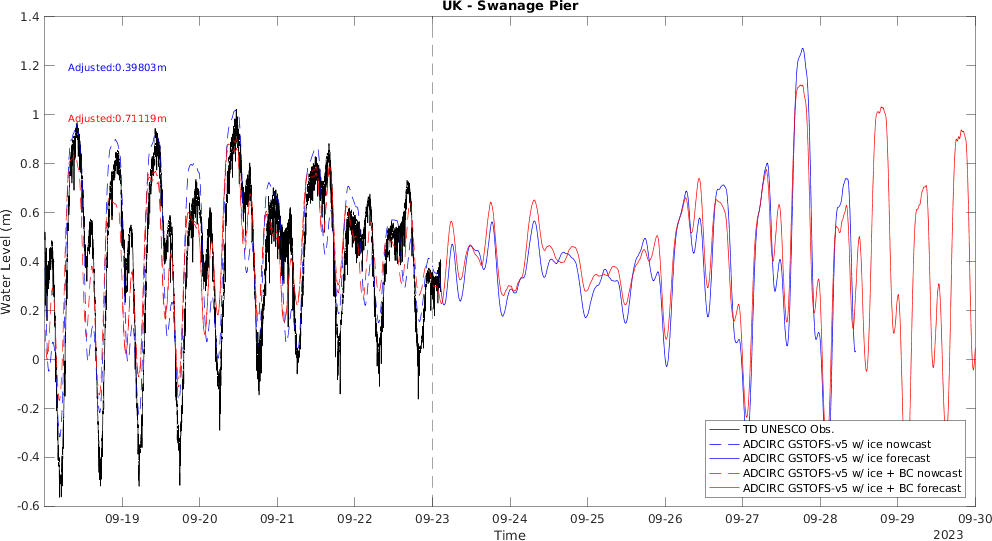 UK - Swanage Pier
1.4
1.2
1
0.8
0.6
0.4
0.2
0
-0.2
-0.4
-0.6
Water Level (m)
Adjusted:0.39803m
Adjusted:0.71119m
TD UNESCO Obs.
ADCIRC GSTOFS-v5 w/ ice nowcast
ADCIRC GSTOFS-v5 w/ ice forecast
ADCIRC GSTOFS-v5 w/ ice + BC nowcast
ADCIRC GSTOFS-v5 w/ ice + BC forecast
09-19 09-20 09-21 09-22 09-23 09-24 09-25 09-26 09-27 09-28 09-29 09-30
Time
2023